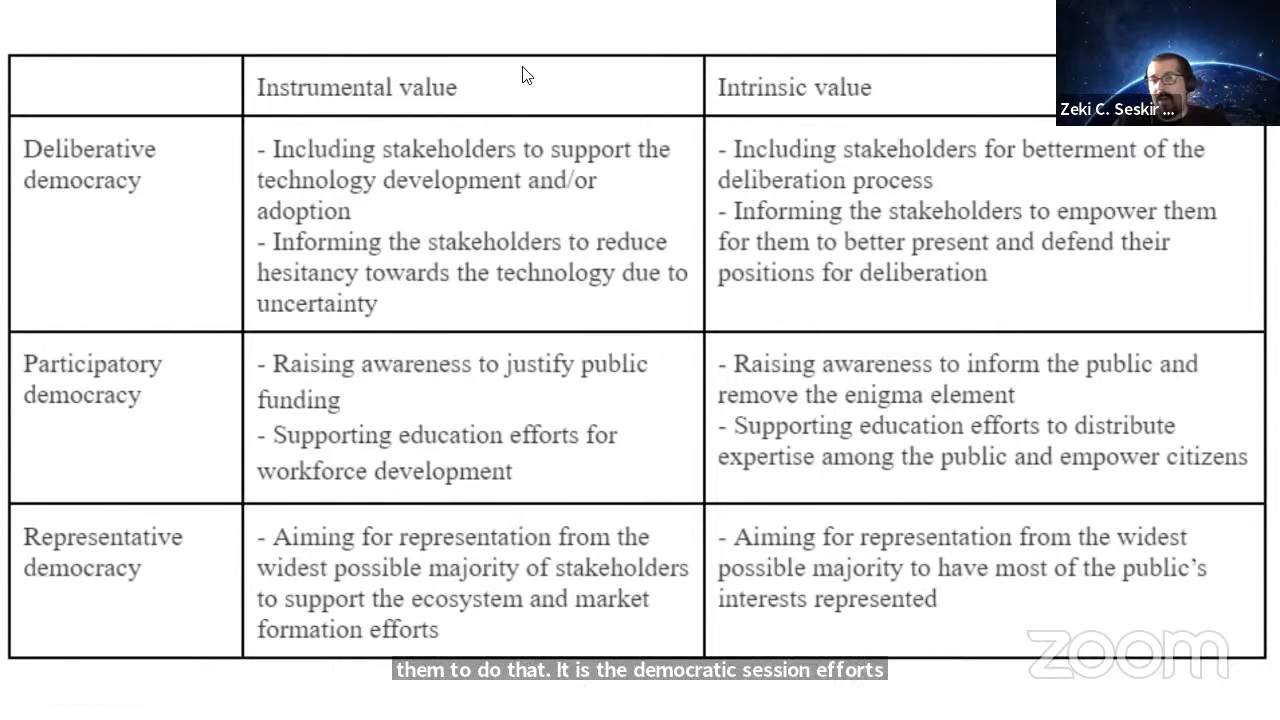 Instrumental value
Intrinsic value
Zeki C. Seskir ...
Deliberative
democracy
- Including stakeholders to support the
technology development and/or
adoption
- Informing the stakeholders to reduce
hesitancy towards the technology due to
uncertainty
- Including stakeholders for betterment of the
deliberation process
- Informing the stakeholders to empower them
for them to better present and defend their
positions for deliberation
Participatory
democracy
- Raising awareness to justify public
funding
- Supporting education efforts for
workforce development
- Raising awareness to inform the public and
remove the enigma element
- Supporting education efforts to distribute
expertise among the public and empower citizens
Representative
democracy
- Aiming for representation from the
widest possible majority of stakeholders
to support the ecosystem and market
formation efforts
- Aiming for representation from the widest
possible majority to have most of the public’s
interests represented
zoom
them to do that. It is the democratic session efforts